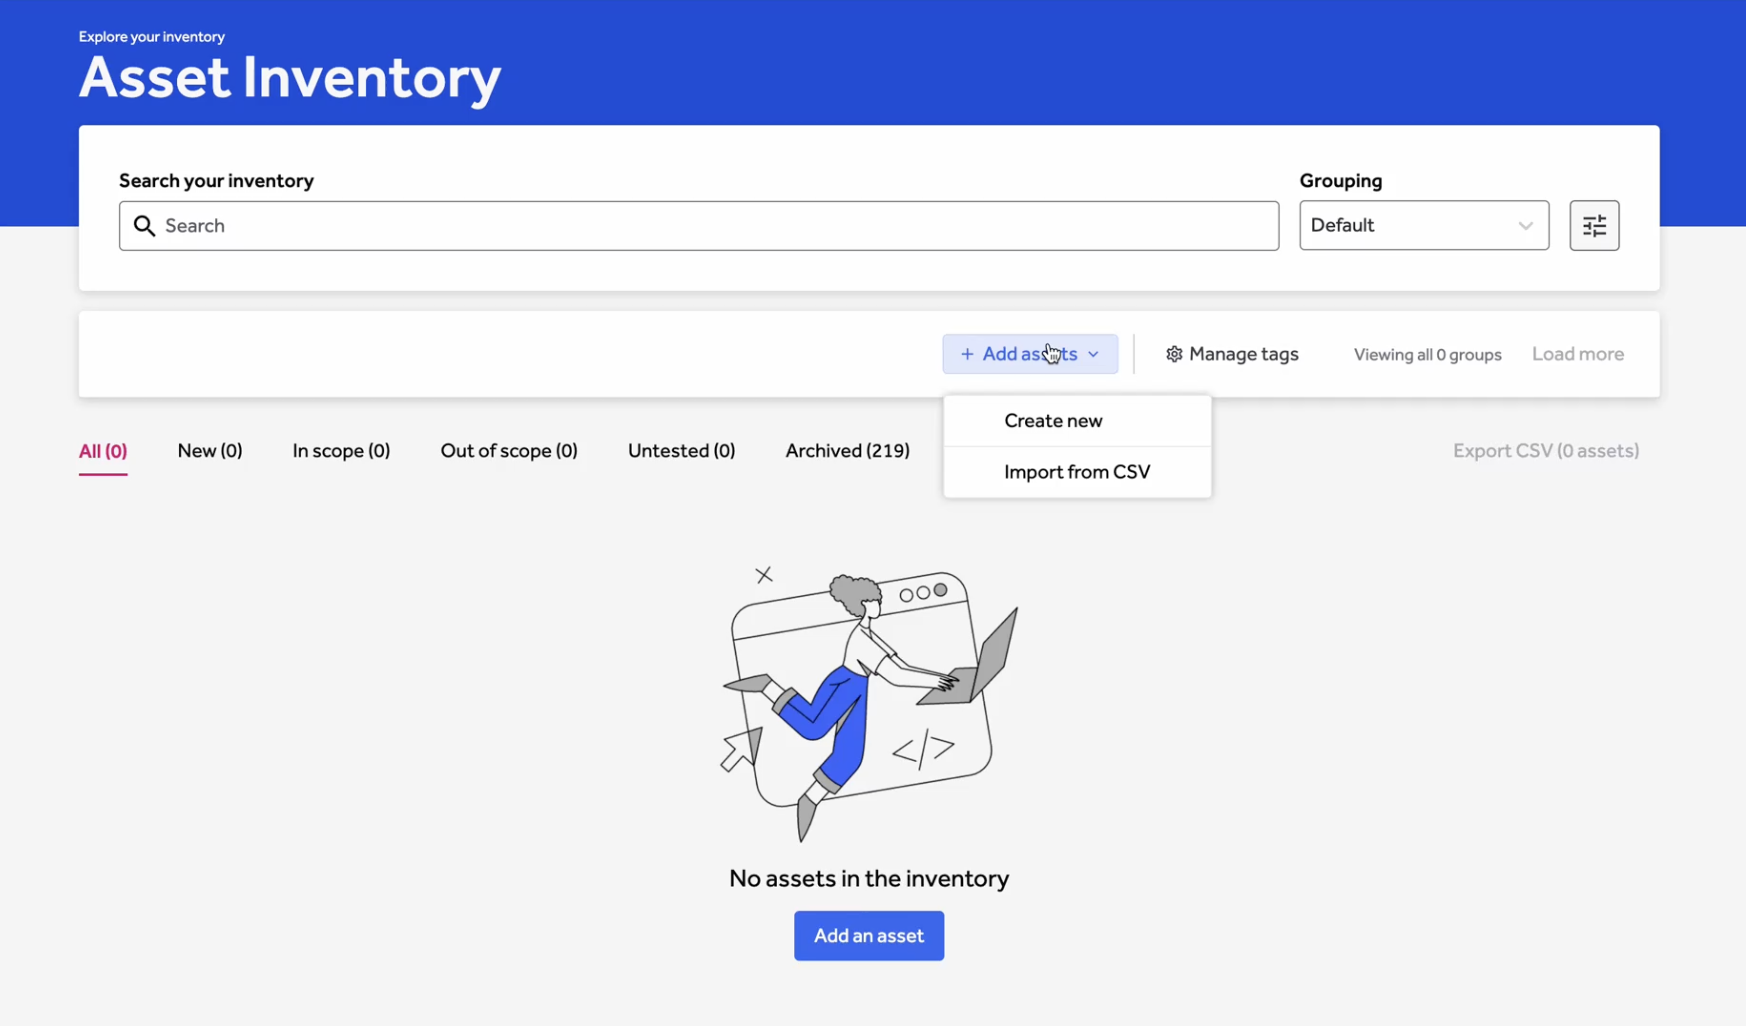 Explore your inventory
Asset Inventory
Search your inventory
Grouping
Search
Default
+ Add assets
Manage tags
Viewing all 0 groups
Load more
Create new
Import from CSV
All (0)
New (0)
In scope (0)
Out of scope (0)
Untested (0)
Archived (219)
Export CSV (0 assets)
</>
No assets in the inventory
Add an asset